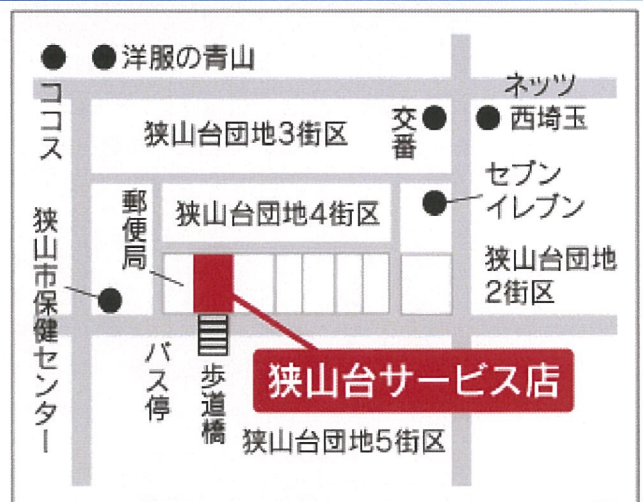 洋服の青山
ココス
ネッツ
西埼玉
交番
狭山台団地3街区
セブン
イレブン
郵便局
狭山台団地4街区
狭山市保健センター
狭山台団地
2街区
バス停
歩道橋
狭山台サービス店
狭山台団地5街区